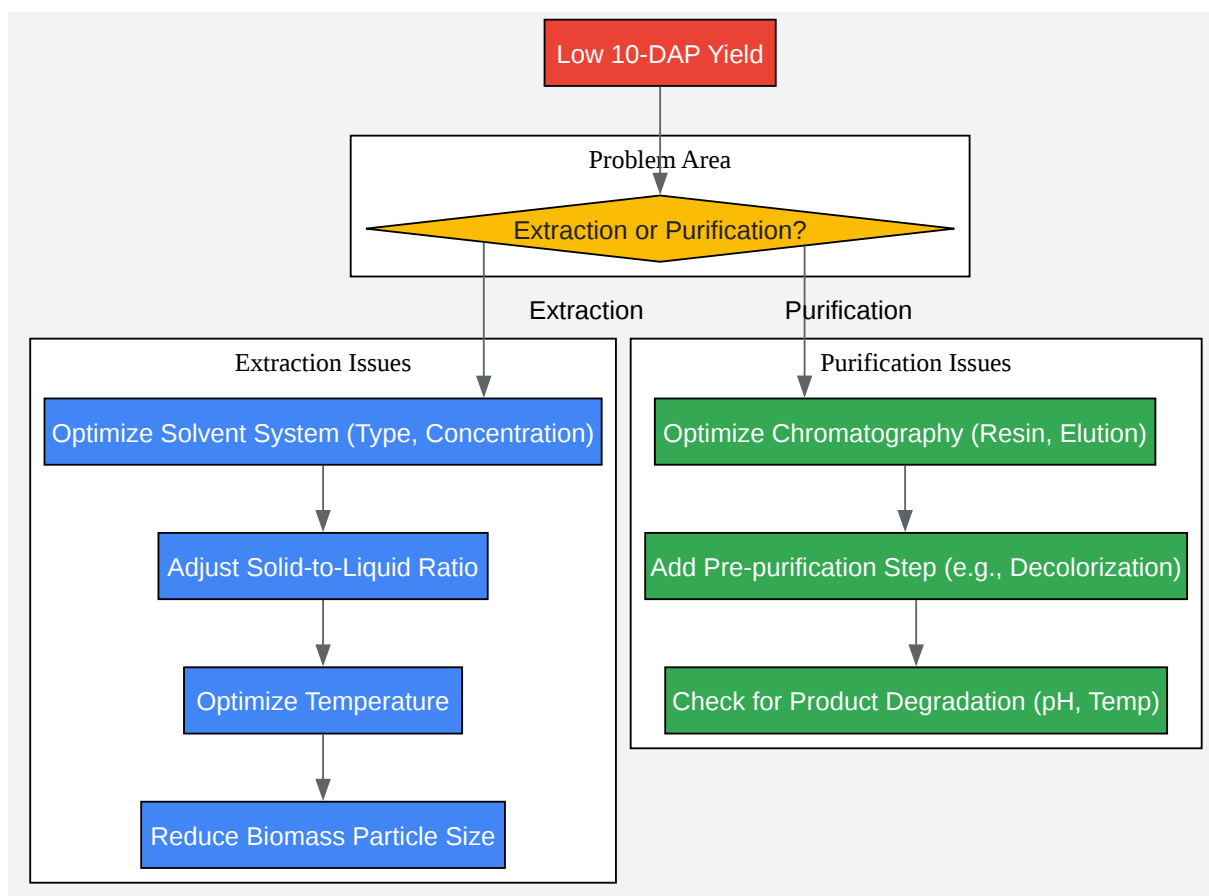 Low 10-DAP Yield
Problem Area
Extraction or Purification?
Extraction
Purification
Extraction Issues
Optimize Solvent System (Type, Concentration)
Adjust Solid-to-Liquid Ratio
Optimize Temperature
Reduce Biomass Particle Size
Purification Issues
Optimize Chromatography (Resin, Elution)
Add Pre-purification Step (e.g., Decolorization)
Check for Product Degradation (pH, Temp)